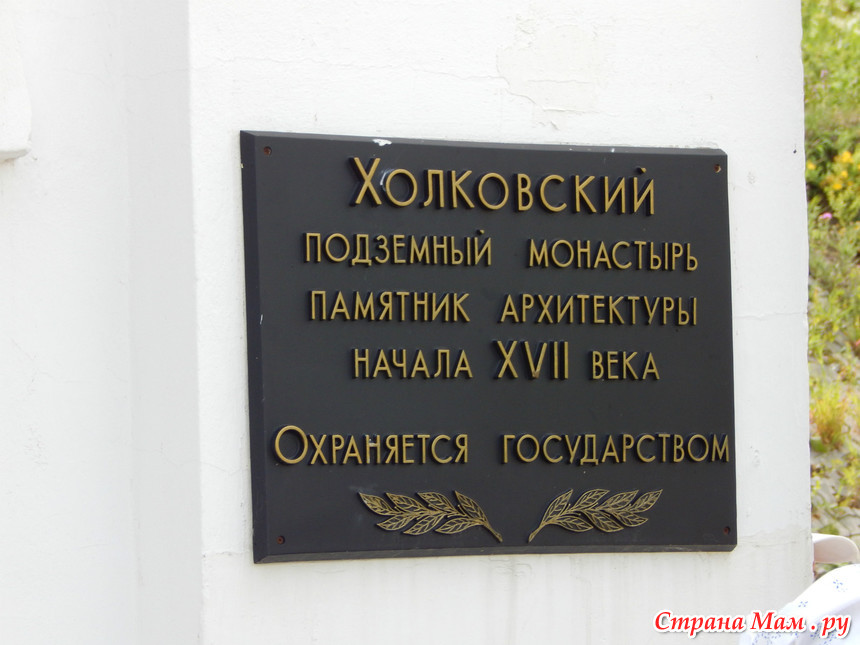 Холковский
подземный монастырь
памятник архитектуры
начала XVII века
Охраняется государством
Страна Мам . ру